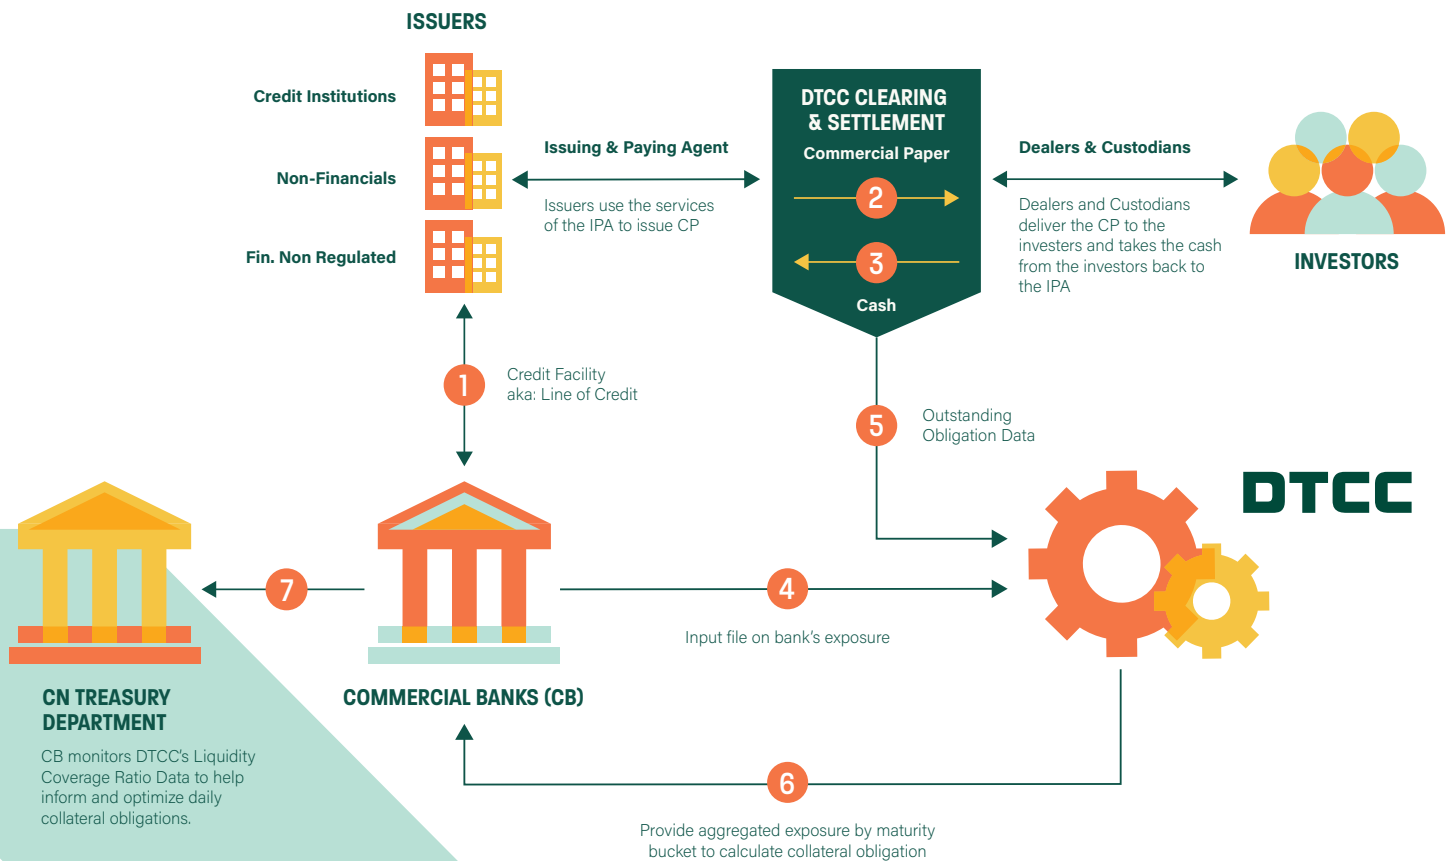 ISSUERS
Credit Institutions
Non-Financials
Fin. Non Regulated
Issuing & Paying Agent
Issuers use the services
of the IPA to issue CP
DTCC CLEARING
& SETTLEMENT
Commercial Paper
2
3
Cash
Dealers & Custodians
Dealers and Custodians
deliver the CP to the
investers and takes the cash
from the investors back to
the IPA
INVESTORS
1
Credit Facility
aka: Line of Credit
5
Outstanding
Obligation Data
DTCC
7
4
Input file on bank's exposure
CN TREASURY
DEPARTMENT
CB monitors DTCC's Liquidity
Coverage Ratio Data to help
inform and optimize daily
collateral obligations.
COMMERCIAL BANKS (CB)
6
Provide aggregated exposure by maturity
bucket to calculate collateral obligation